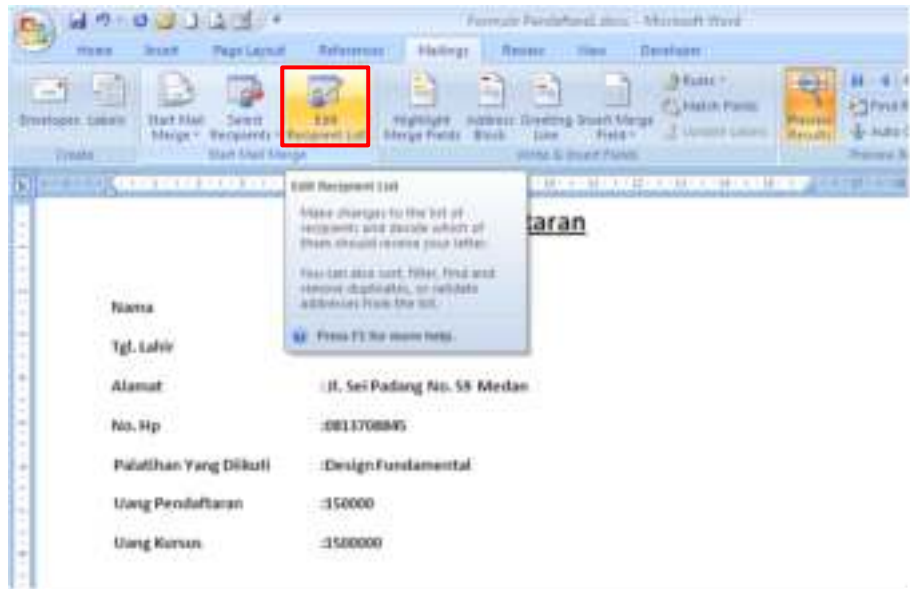 Formulir Pendaftaran.docx - Microsoft Word
Home Insert Page Layout References Mailings Review View Developer
Envelopes Labels Start Mail Merge Select Recipients Edit Recipient List Highlight Merge Fields Address Block Greeting Line Insert Merge Field Rules Match Fields Update Labels Preview Results
Create Start Mail Merge Write & Insert Fields
Edit Recipient List
Make changes to the list of
recipients and decide which of
them should receive your letter.
You can also sort, filter, find and
remove duplicates, or validate
addresses from the list.
Press F1 for more help.
taran
Nama
Tgl. Lahir
Alamat :Jl. Sei Padang No. 59 Medan
No. Hp :0813708845
Palatihan Yang Diikuti :Design Fundamental
Uang Pendaftaran :150000
Uang Kursus :1500000